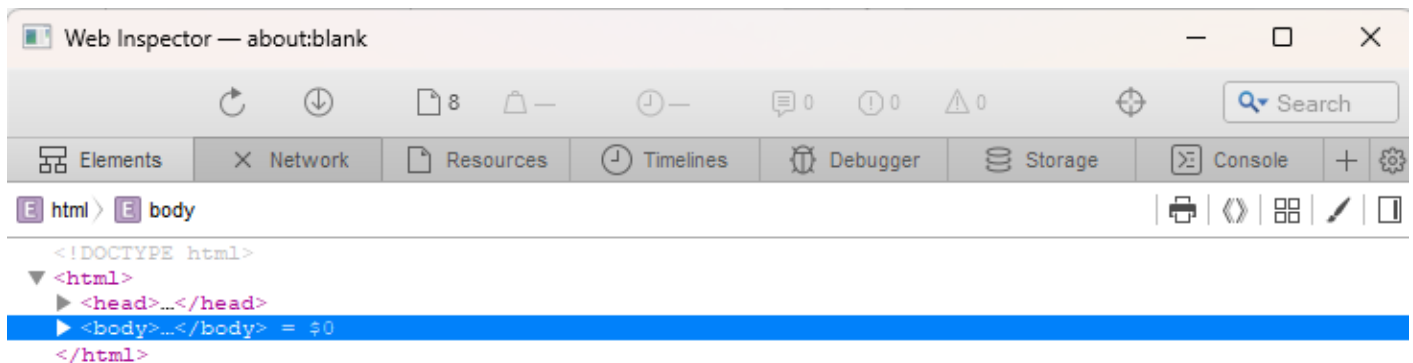 Web Inspector — about:blank
8 — — 0 0 0 Search
Elements Network Resources Timelines Debugger Storage Console
E html E body
<!DOCTYPE html>
<html>
<head>…</head>
<body>…</body> = $0
</html>